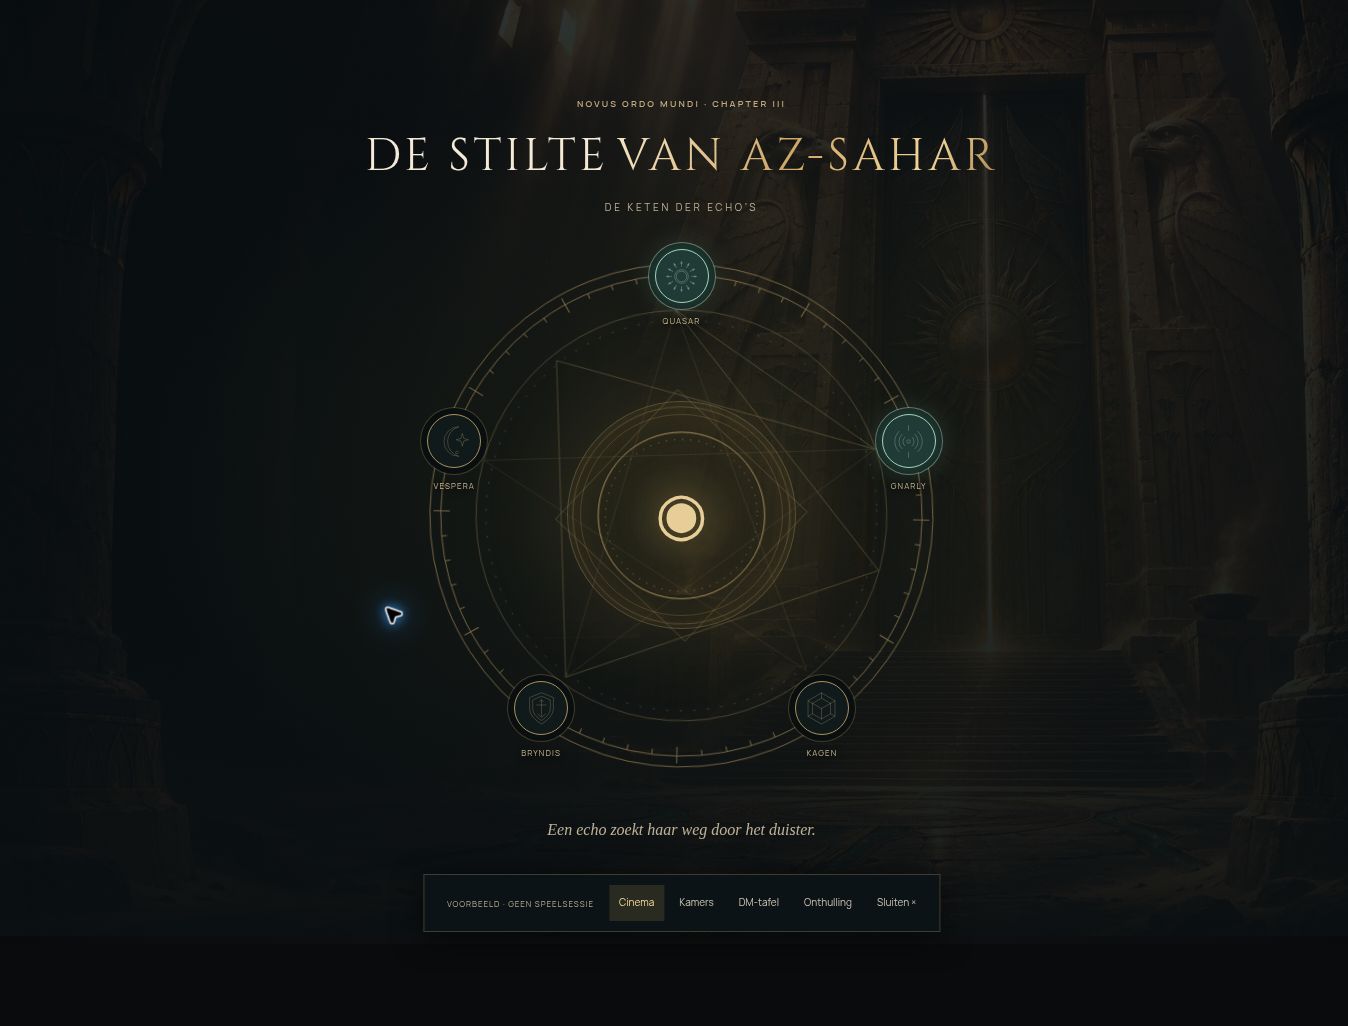 NOVUS ORDO MUNDI · CHAPTER III
DE STILTE VAN AZ-SAHAR
DE KETEN DER ECHO'S
QUASAR
VESPERA
GNARLY
BRYNDIS
KAGEN
Een echo zoekt haar weg door het duister.
VOORBEELD · GEEN SPEELSESSIE Cinema Kamers DM-tafel Onthulling Sluiten ×